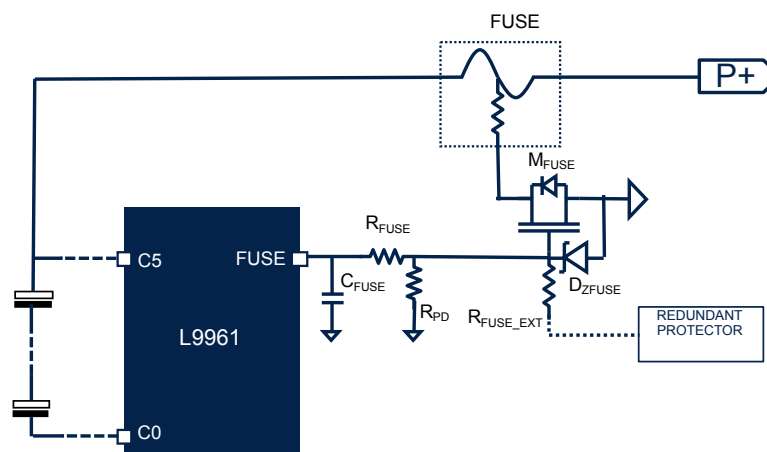 FUSE
P+
MFUSE
RFUSE
C5
FUSE
CFUSE
RPD
DZFUSE
RFUSE_EXT
REDUNDANT
PROTECTOR
L9961
C0